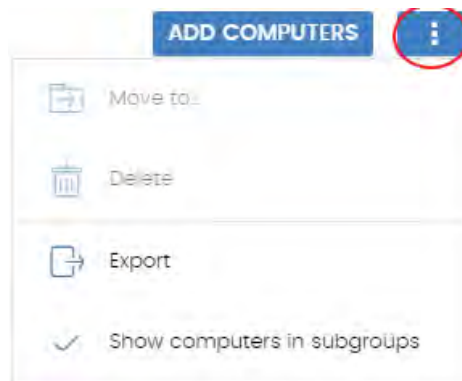 ADD COMPUTERS
Move to...
Delete
Export
Show computers in subgroups